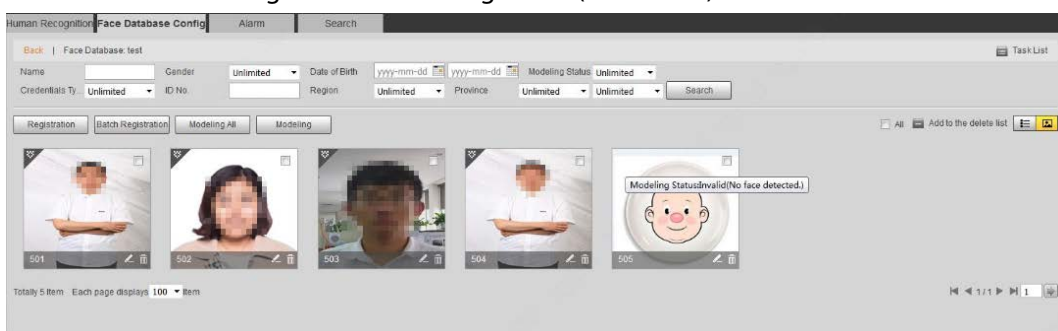 Human Recognition Face Database Config Alarm Search
Back | Face Database: test Task List
Name Gender Unlimited Date of Birth yyyy-mm-dd yyyy-mm-dd Modeling Status Unlimited
Credentials Ty... Unlimited ID No. Region Unlimited Province Unlimited Unlimited Search
Registration Batch Registration Modeling All Modeling All Add to the delete list
Modeling Status:Invalid(No face detected.)
501 502 503 504 505
Totally 5 Item Each page displays 100 Item 1/1 1